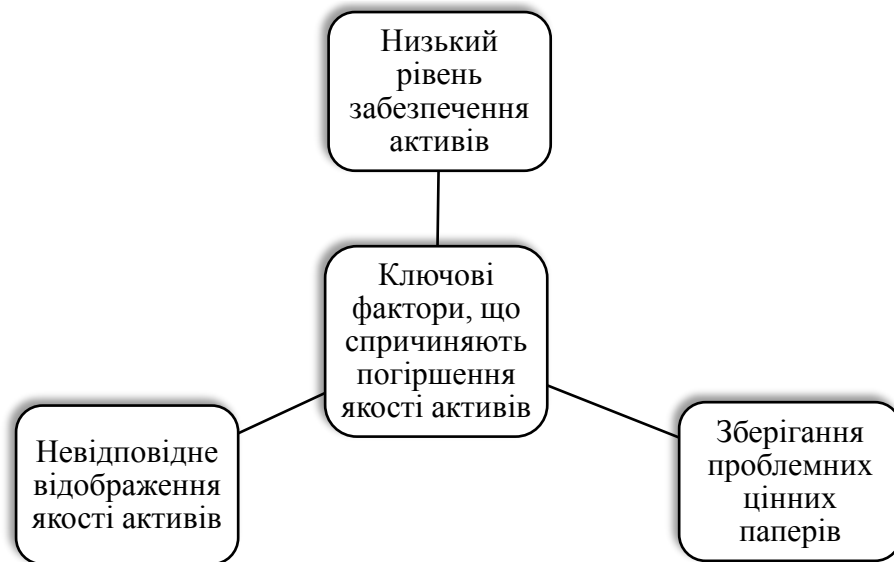 Низький
рівень
забезпечення
активів
Ключові
фактори, що
спричиняють
погіршення
якості активів
Невідповідне
відображення
якості активів
Зберігання
проблемних
цінних
паперів